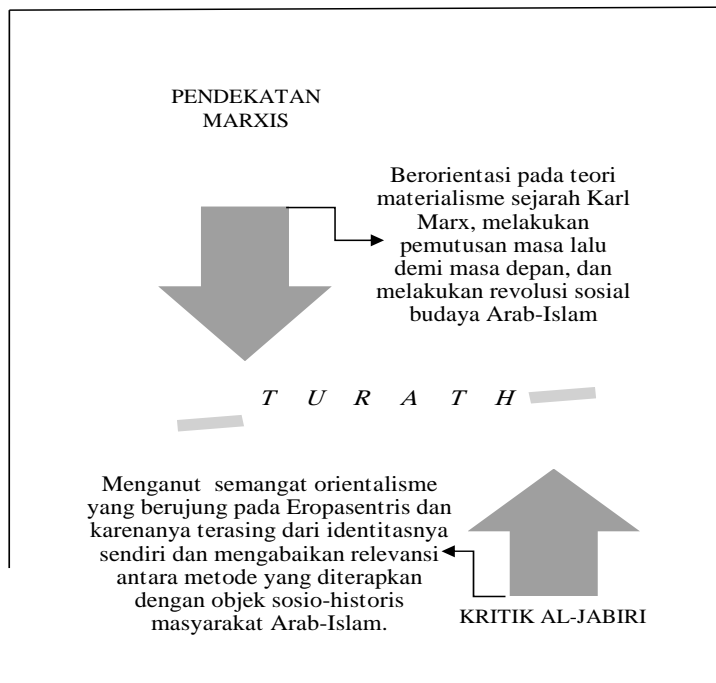 PENDEKATAN
MARXIS
Berorientasi pada teori
materialisme sejarah Karl
Marx, melakukan
pemutusan masa lalu
demi masa depan, dan
melakukan revolusi sosial
budaya Arab-Islam
T U R A T H
Menganut semangat orientalisme
yang berujung pada Eropasentris dan
karenanya terasing dari identitasnya
sendiri dan mengabaikan relevansi
antara metode yang diterapkan
dengan objek sosio-historis
masyarakat Arab-Islam.
KRITIK AL-JABIRI